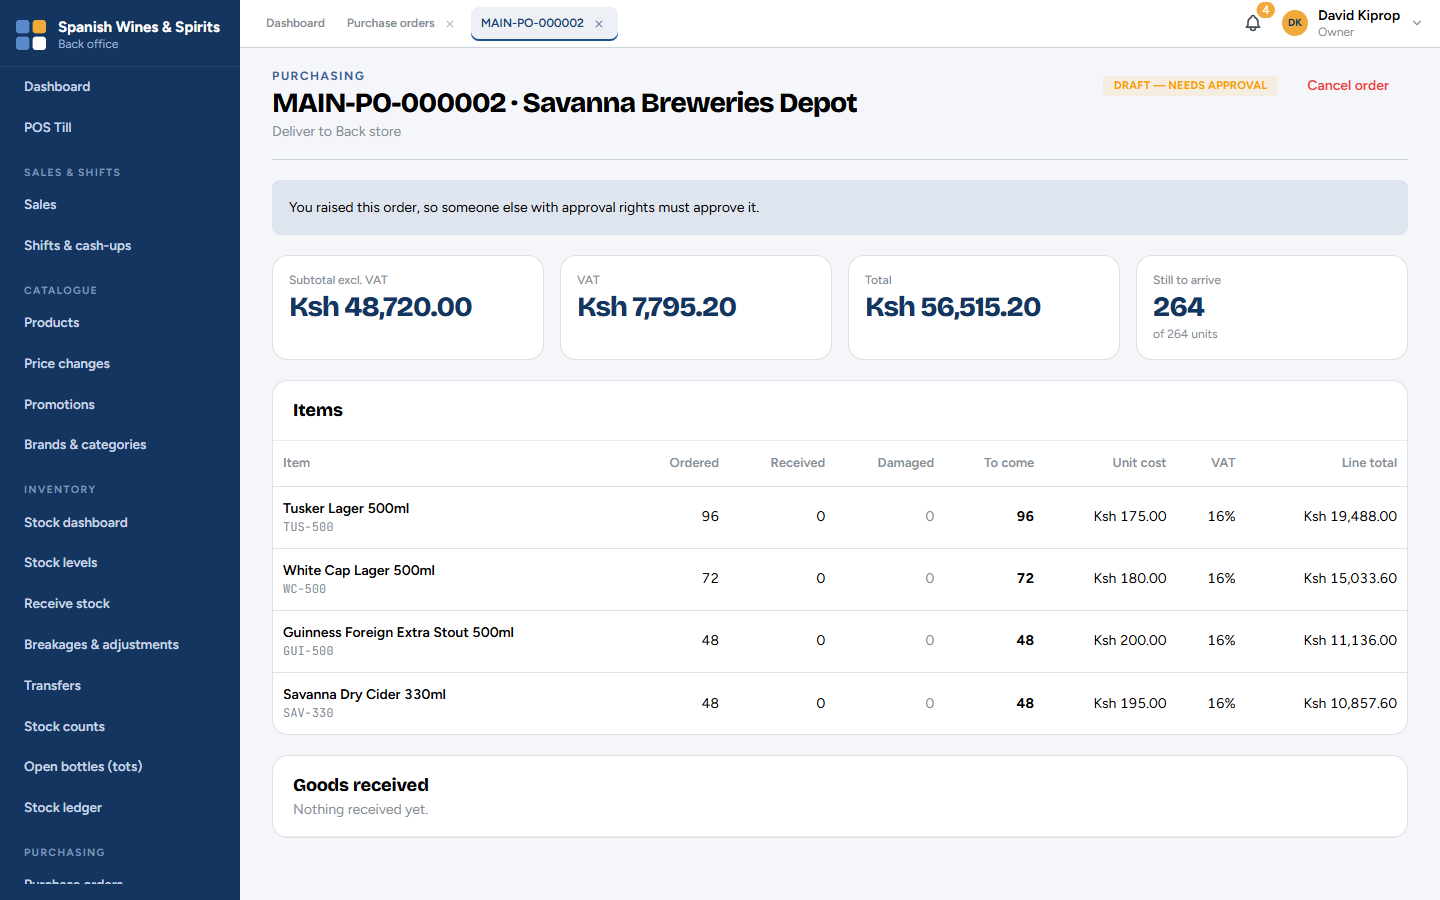 Spanish Wines & Spirits
Back office
Dashboard
POS Till
SALES & SHIFTS
Sales
Shifts & cash-ups
CATALOGUE
Products
Price changes
Promotions
Brands & categories
INVENTORY
Stock dashboard
Stock levels
Receive stock
Breakages & adjustments
Transfers
Stock counts
Open bottles (tots)
Stock ledger
PURCHASING
Purchase orders
Dashboard
Purchase orders ×
MAIN-PO-000002 ×
4
DK
David Kiprop
Owner
PURCHASING
MAIN-PO-000002 · Savanna Breweries Depot
Deliver to Back store
DRAFT — NEEDS APPROVAL
Cancel order
You raised this order, so someone else with approval rights must approve it.
Subtotal excl. VAT
Ksh 48,720.00
VAT
Ksh 7,795.20
Total
Ksh 56,515.20
Still to arrive
264
of 264 units
Items
Item Ordered Received Damaged To come Unit cost VAT Line total
Tusker Lager 500ml
TUS-500
96 0 0 96 Ksh 175.00 16% Ksh 19,488.00
White Cap Lager 500ml
WC-500
72 0 0 72 Ksh 180.00 16% Ksh 15,033.60
Guinness Foreign Extra Stout 500ml
GUI-500
48 0 0 48 Ksh 200.00 16% Ksh 11,136.00
Savanna Dry Cider 330ml
SAV-330
48 0 0 48 Ksh 195.00 16% Ksh 10,857.60
Goods received
Nothing received yet.